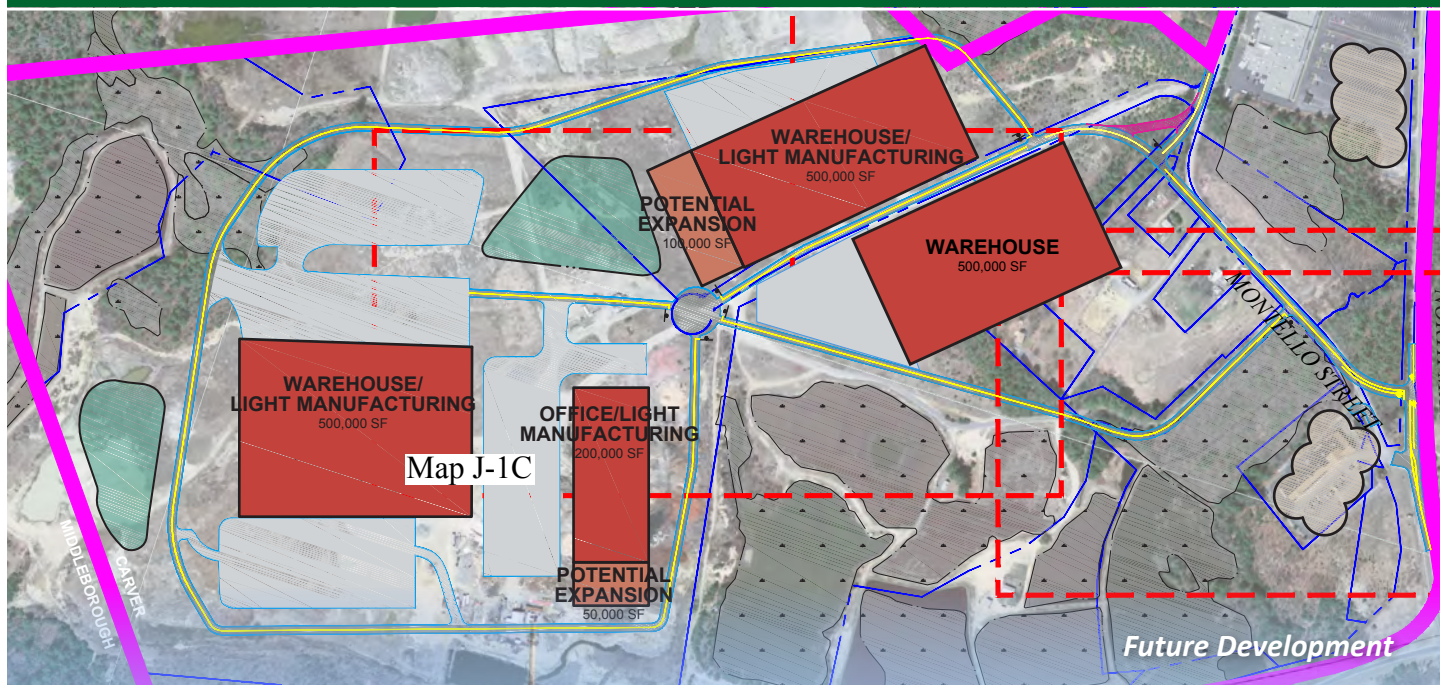 WAREHOUSE/
LIGHT MANUFACTURING
500,000 SF
POTENTIAL
EXPANSION
100,000 SF
WAREHOUSE
500,000 SF
MONTELLO STREET
WAREHOUSE/
LIGHT MANUFACTURING
500,000 SF
OFFICE/LIGHT
MANUFACTURING
200,000 SF
Map J-1C
POTENTIAL
EXPANSION
50,000 SF
MIDDLEBOROUGH
CARVER
Future Development